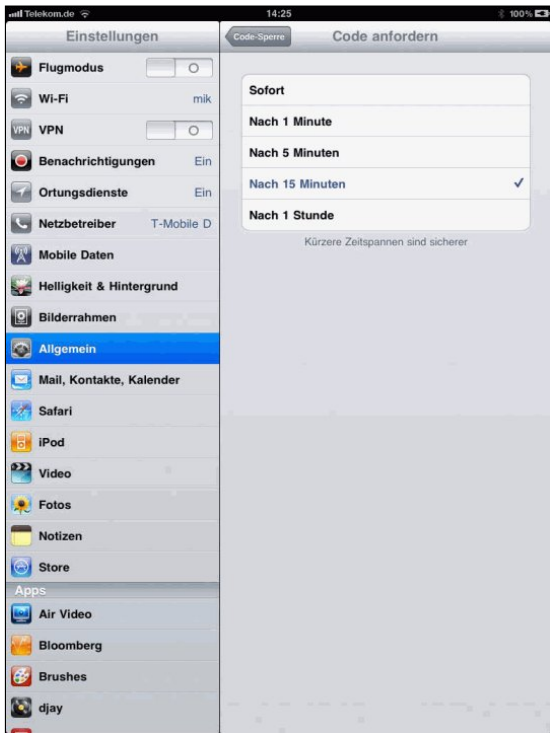 Telekom.de
14:25
100%
Einstellungen
Flugmodus
Wi-Fi mik
VPN VPN
Benachrichtigungen Ein
Ortungsdienste Ein
Netzbetreiber T-Mobile D
Mobile Daten
Helligkeit & Hintergrund
Bilderrahmen
Allgemein
Mail, Kontakte, Kalender
Safari
iPod
Video
Fotos
Notizen
Store
Apps
Air Video
Bloomberg
Brushes
djay
Code-Sperre
Code anfordern
Sofort
Nach 1 Minute
Nach 5 Minuten
Nach 15 Minuten
Nach 1 Stunde
Kürzere Zeitspannen sind sicherer